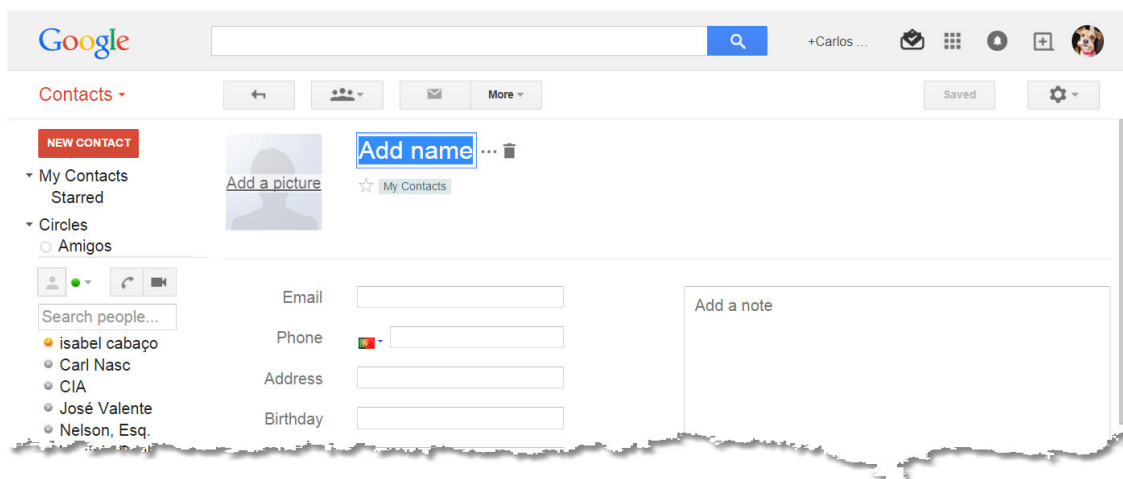 Google
+Carlos ...
Contacts
More
Saved
NEW CONTACT
My Contacts
Starred
Circles
Amigos
Search people...
isabel cabaço
Carl Nasc
CIA
José Valente
Nelson, Esq.
Add a picture
Add name ...
My Contacts
Email
Phone
Address
Birthday
Add a note